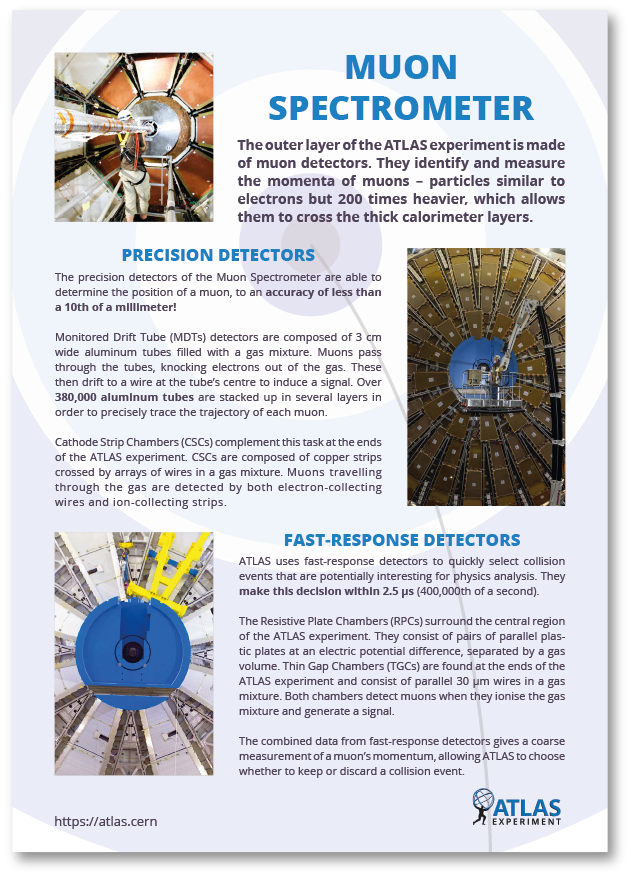 MUON
SPECTROMETER
The outer layer of the ATLAS experiment is made
of muon detectors. They identify and measure
the momenta of muons – particles similar to
electrons but 200 times heavier, which allows
them to cross the thick calorimeter layers.
PRECISION DETECTORS
The precision detectors of the Muon Spectrometer are able to
determine the position of a muon, to an accuracy of less than
a 10th of a millimeter!
Monitored Drift Tube (MDTs) detectors are composed of 3 cm
wide aluminum tubes filled with a gas mixture. Muons pass
through the tubes, knocking electrons out of the gas. These
then drift to a wire at the tube's centre to induce a signal. Over
380,000 aluminum tubes are stacked up in several layers in
order to precisely trace the trajectory of each muon.
Cathode Strip Chambers (CSCs) complement this task at the ends
of the ATLAS experiment. CSCs are composed of copper strips
crossed by arrays of wires in a gas mixture. Muons travelling
through the gas are detected by both electron-collecting
wires and ion-collecting strips.
FAST-RESPONSE DETECTORS
ATLAS uses fast-response detectors to quickly select collision
events that are potentially interesting for physics analysis. They
make this decision within 2.5 µs (400,000th of a second).
The Resistive Plate Chambers (RPCs) surround the central region
of the ATLAS experiment. They consist of pairs of parallel plas-
tic plates at an electric potential difference, separated by a gas
volume. Thin Gap Chambers (TGCs) are found at the ends of the
ATLAS experiment and consist of parallel 30 µm wires in a gas
mixture. Both chambers detect muons when they ionise the gas
mixture and generate a signal.
The combined data from fast-response detectors gives a coarse
measurement of a muon's momentum, allowing ATLAS to choose
whether to keep or discard a collision event.
https://atlas.cern
ATLAS
EXPERIMENT